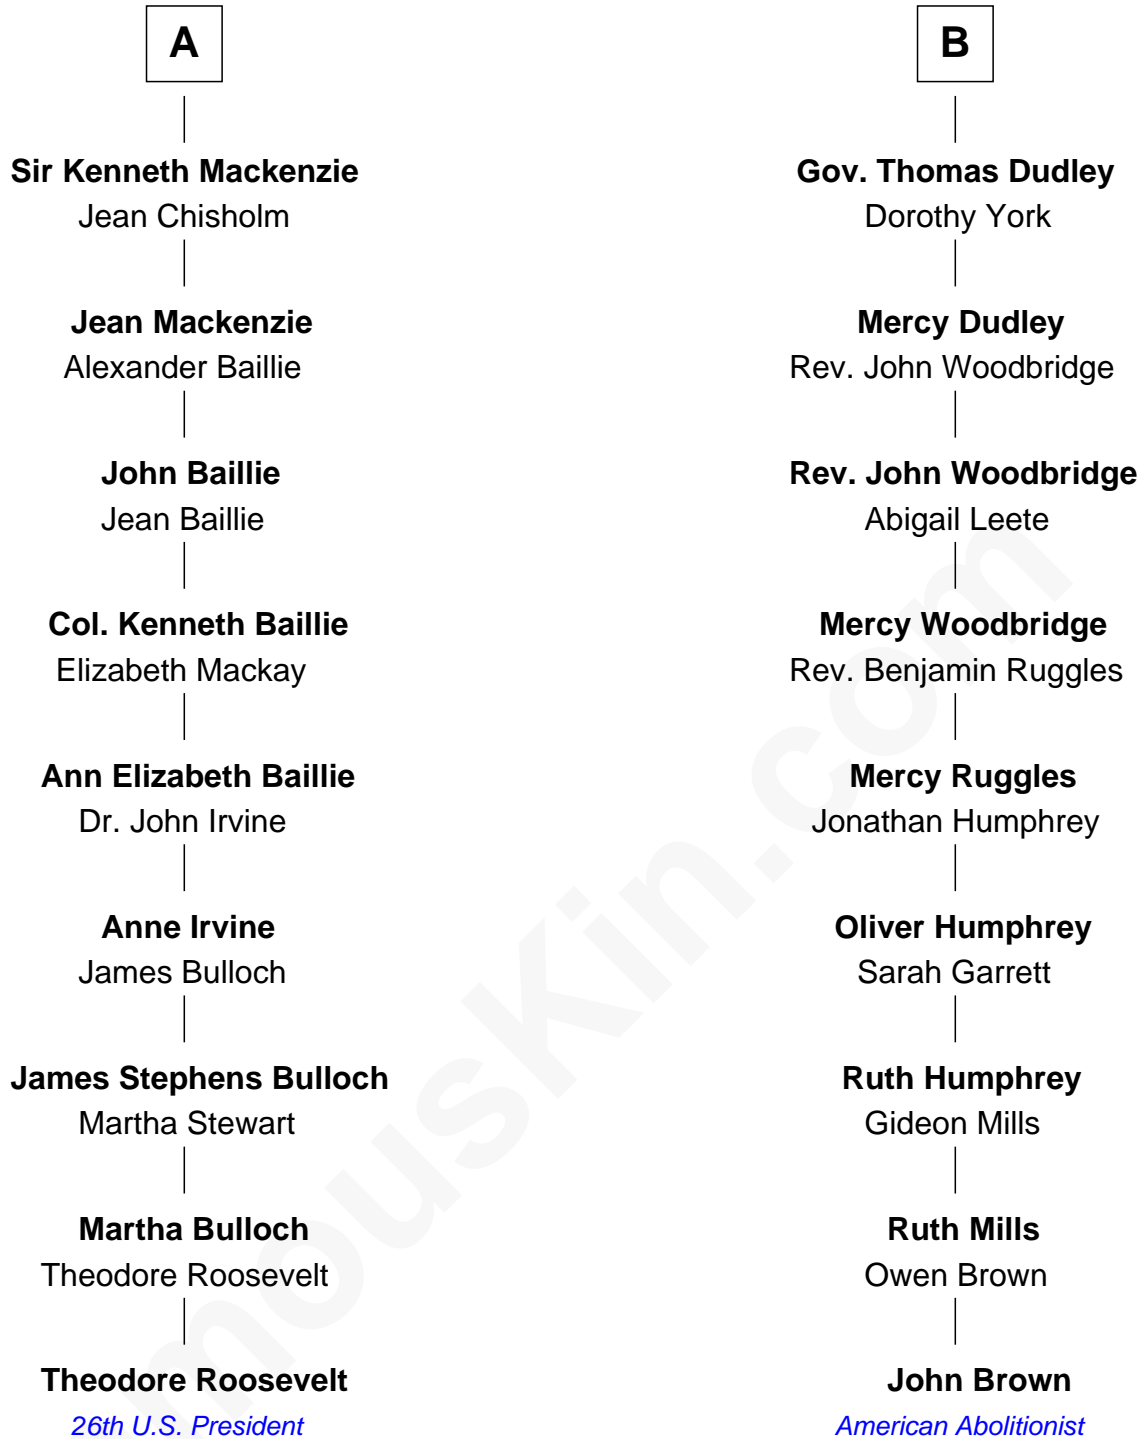 A
Sir Kenneth Mackenzie
Jean Chisholm
Jean Mackenzie
Alexander Baillie
John Baillie
Jean Baillie
Col. Kenneth Baillie
Elizabeth Mackay
Ann Elizabeth Baillie
Dr. John Irvine
Anne Irvine
James Bulloch
James Stephens Bulloch
Martha Stewart
Martha Bulloch
Theodore Roosevelt
Theodore Roosevelt
26th U.S. President
B
Gov. Thomas Dudley
Dorothy York
Mercy Dudley
Rev. John Woodbridge
Rev. John Woodbridge
Abigail Leete
Mercy Woodbridge
Rev. Benjamin Ruggles
Mercy Ruggles
Jonathan Humphrey
Oliver Humphrey
Sarah Garrett
Ruth Humphrey
Gideon Mills
Ruth Mills
Owen Brown
John Brown
American Abolitionist
mousKin.com